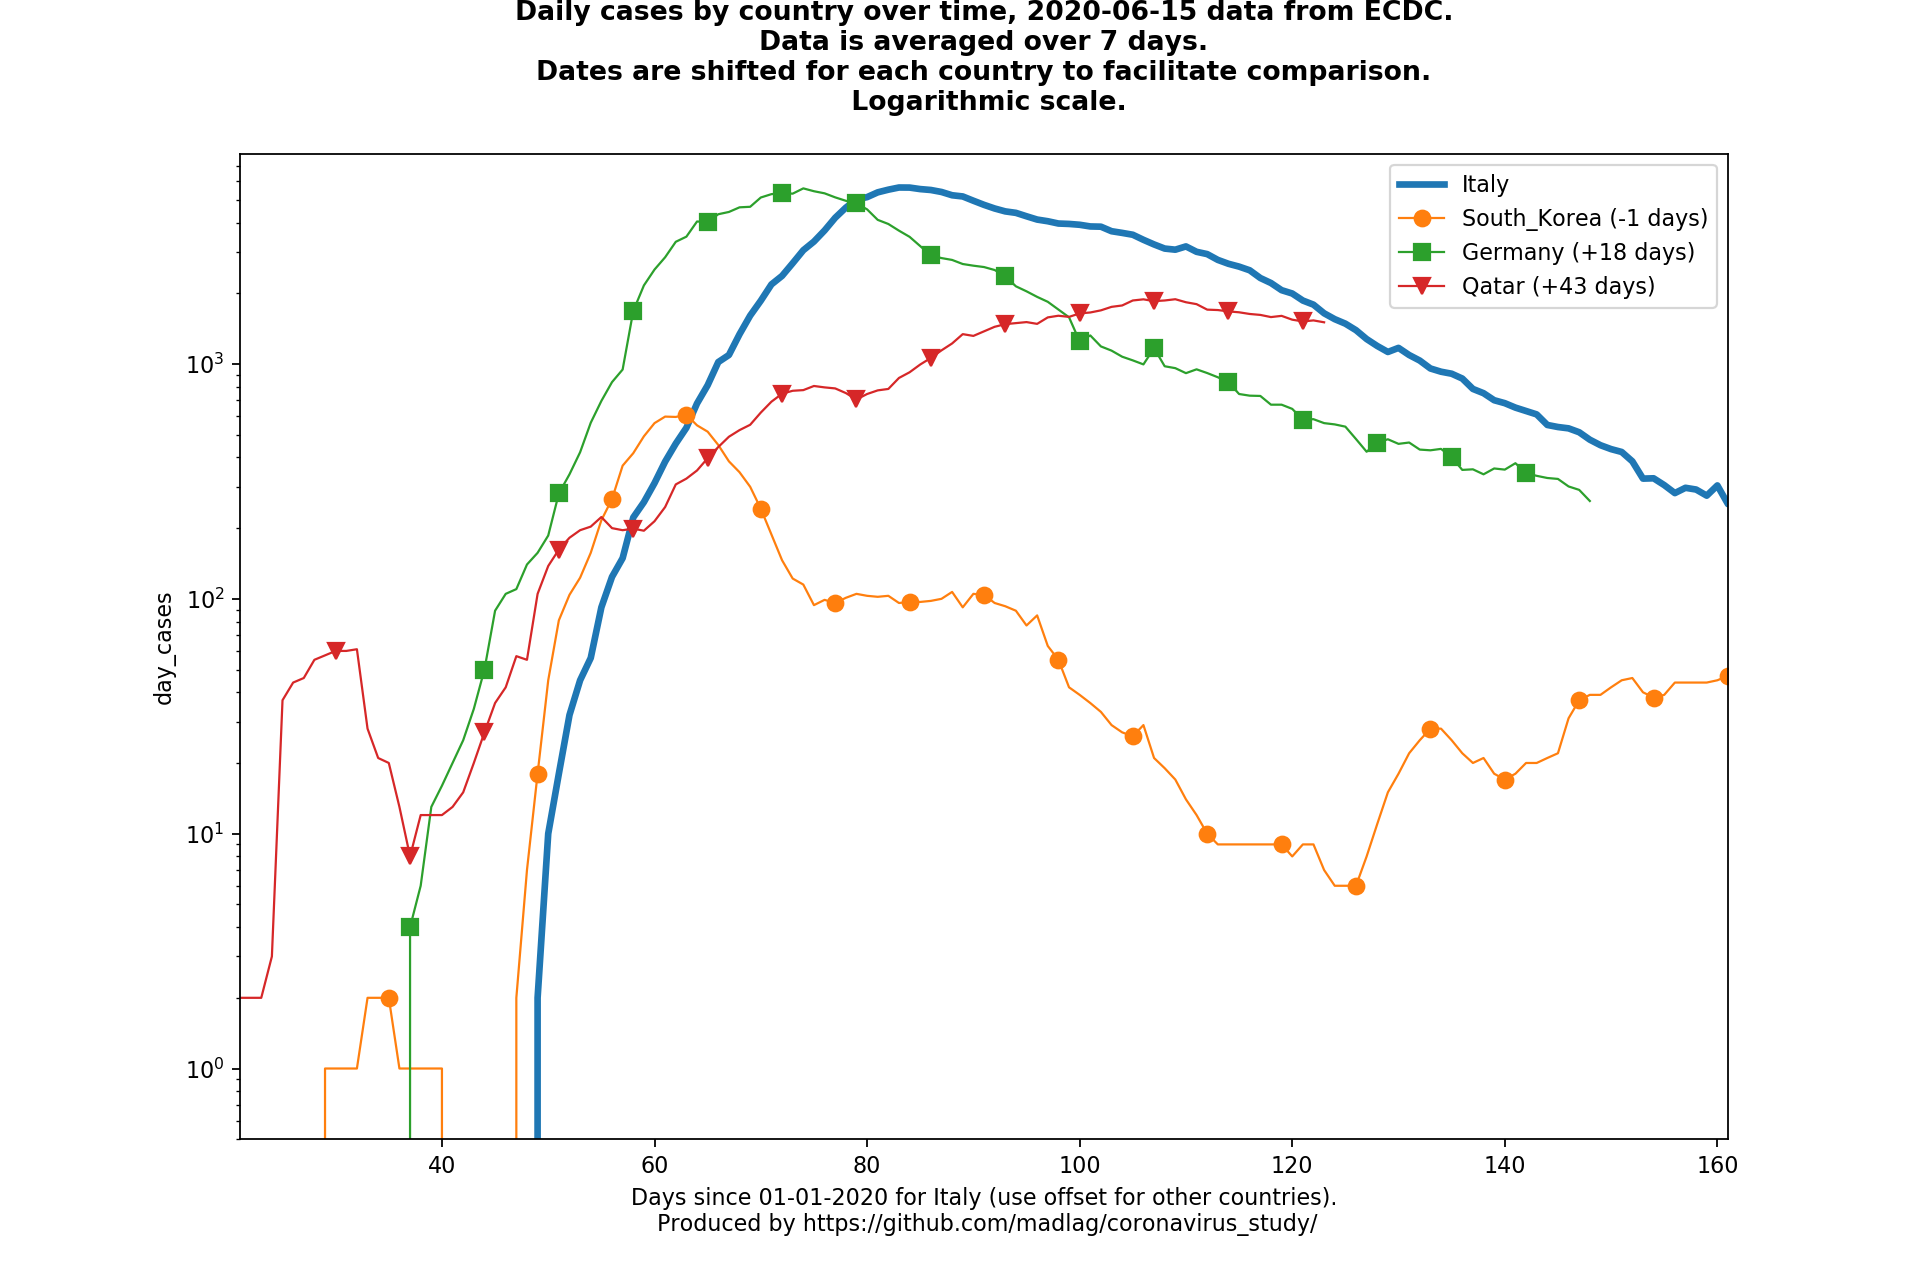 Daily cases by country over time, 2020-06-15 data from ECDC.
Data is averaged over 7 days.
Dates are shifted for each country to facilitate comparison.
Logarithmic scale.
Italy
South_Korea (-1 days)
Germany (+18 days)
Qatar (+43 days)
10³
10²
10¹
10⁰
day_cases
40 60 80 100 120 140 160
Days since 01-01-2020 for Italy (use offset for other countries).
Produced by https://github.com/madlag/coronavirus_study/